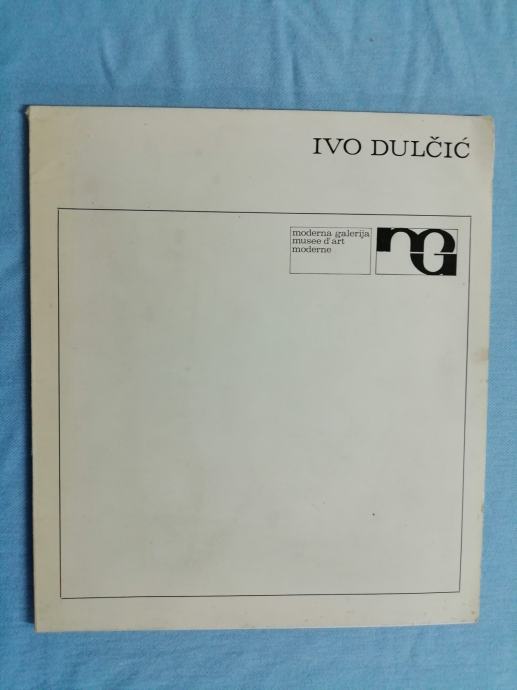 IVO DULČIĆ
moderna galerija
musee d'art
moderne
mG